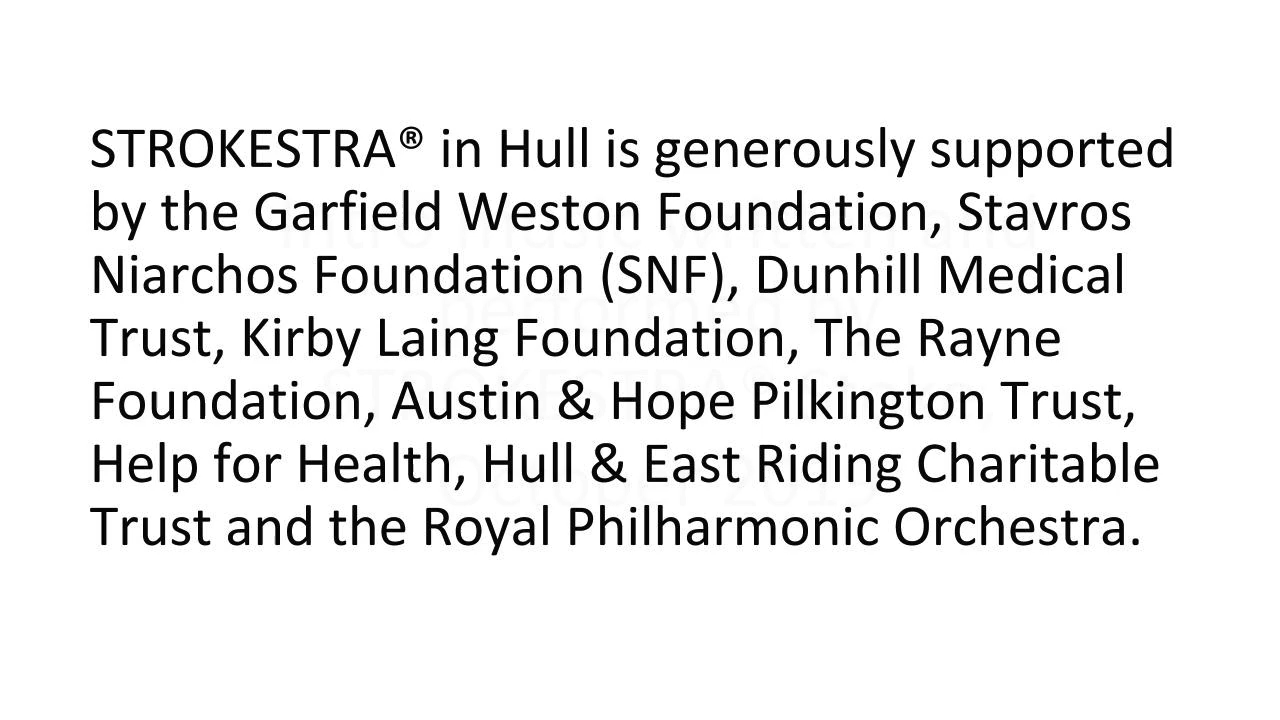 STROKESTRA® in Hull is generously supported
by the Garfield Weston Foundation, Stavros
Niarchos Foundation (SNF), Dunhill Medical
Trust, Kirby Laing Foundation, The Rayne
Foundation, Austin & Hope Pilkington Trust,
Help for Health, Hull & East Riding Charitable
Trust and the Royal Philharmonic Orchestra.